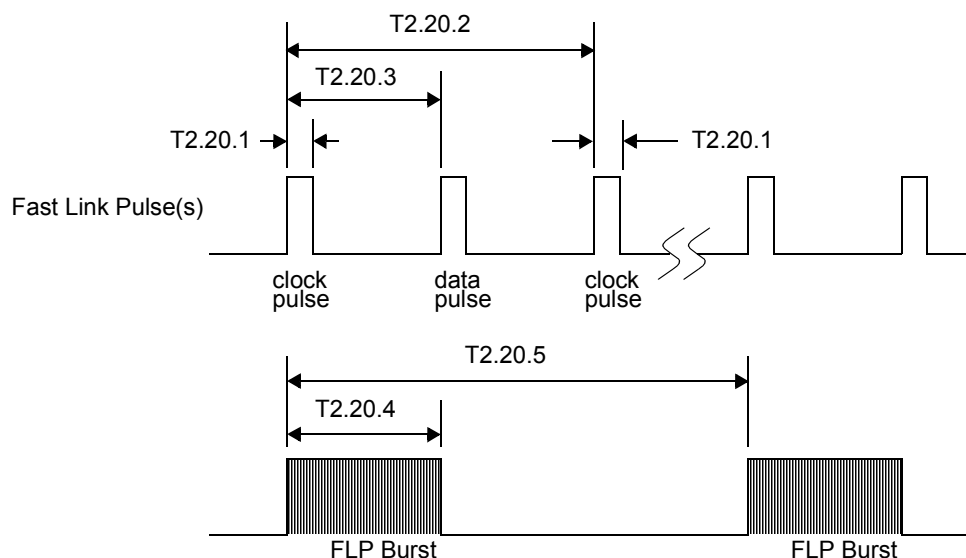 T2.20.2
T2.20.3
T2.20.1
T2.20.1
Fast Link Pulse(s)
clock
pulse
data
pulse
clock
pulse
T2.20.5
T2.20.4
FLP Burst
FLP Burst